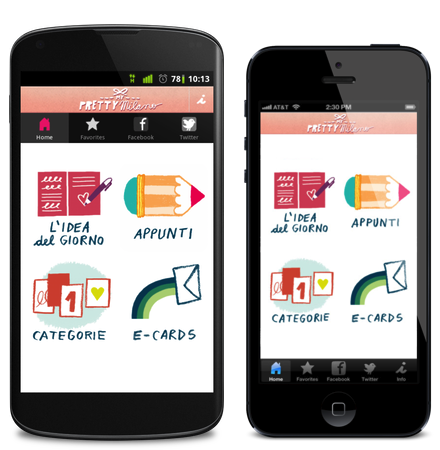 78 10:13
PRETTY Milano
i
Home Favorites Facebook Twitter
L'IDEA
del GIORNO
APPUNTI
1
CATEGORIE
E-CARDS
AT&T 2:30 PM
PRETTY Milano
L'IDEA
del GIORNO
APPUNTI
1
CATEGORIE
E-CARDS
Home Favorites Facebook Twitter Info